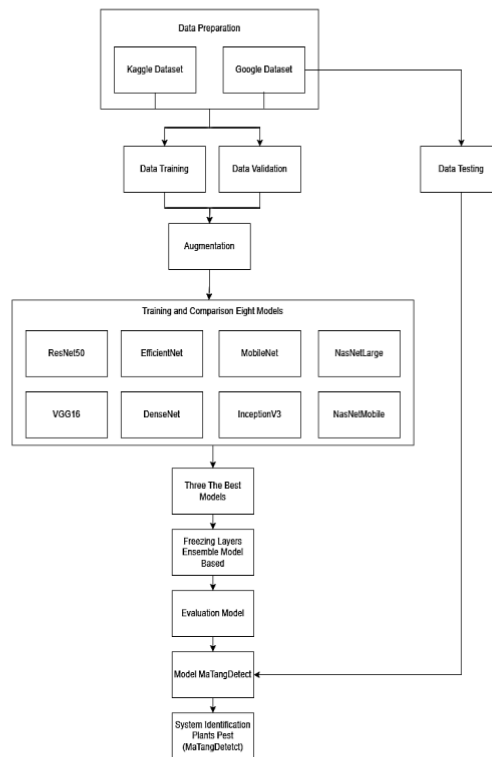 Data Preparation
Kaggle Dataset
Google Dataset
Data Training
Data Validation
Data Testing
Augmentation
Training and Comparison Eight Models
ResNet50
EfficientNet
MobileNet
NasNetLarge
VGG16
DenseNet
InceptionV3
NasNetMobile
Three The Best
Models
Freezing Layers
Ensemble Model
Based
Evaluation Model
Model MaTangDetect
System Identification
Plants Pest
(MaTangDetetct)